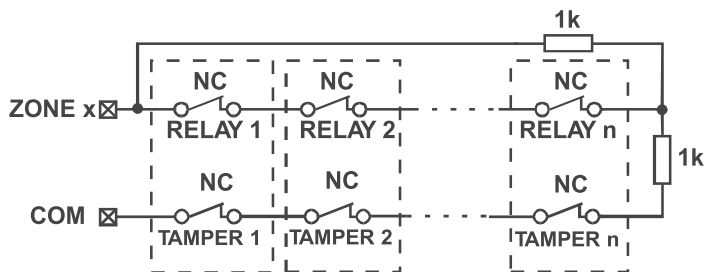 1k
NC NC NC
ZONE x
RELAY 1 RELAY 2 RELAY n
1k
NC NC NC
COM
TAMPER 1 TAMPER 2 TAMPER n